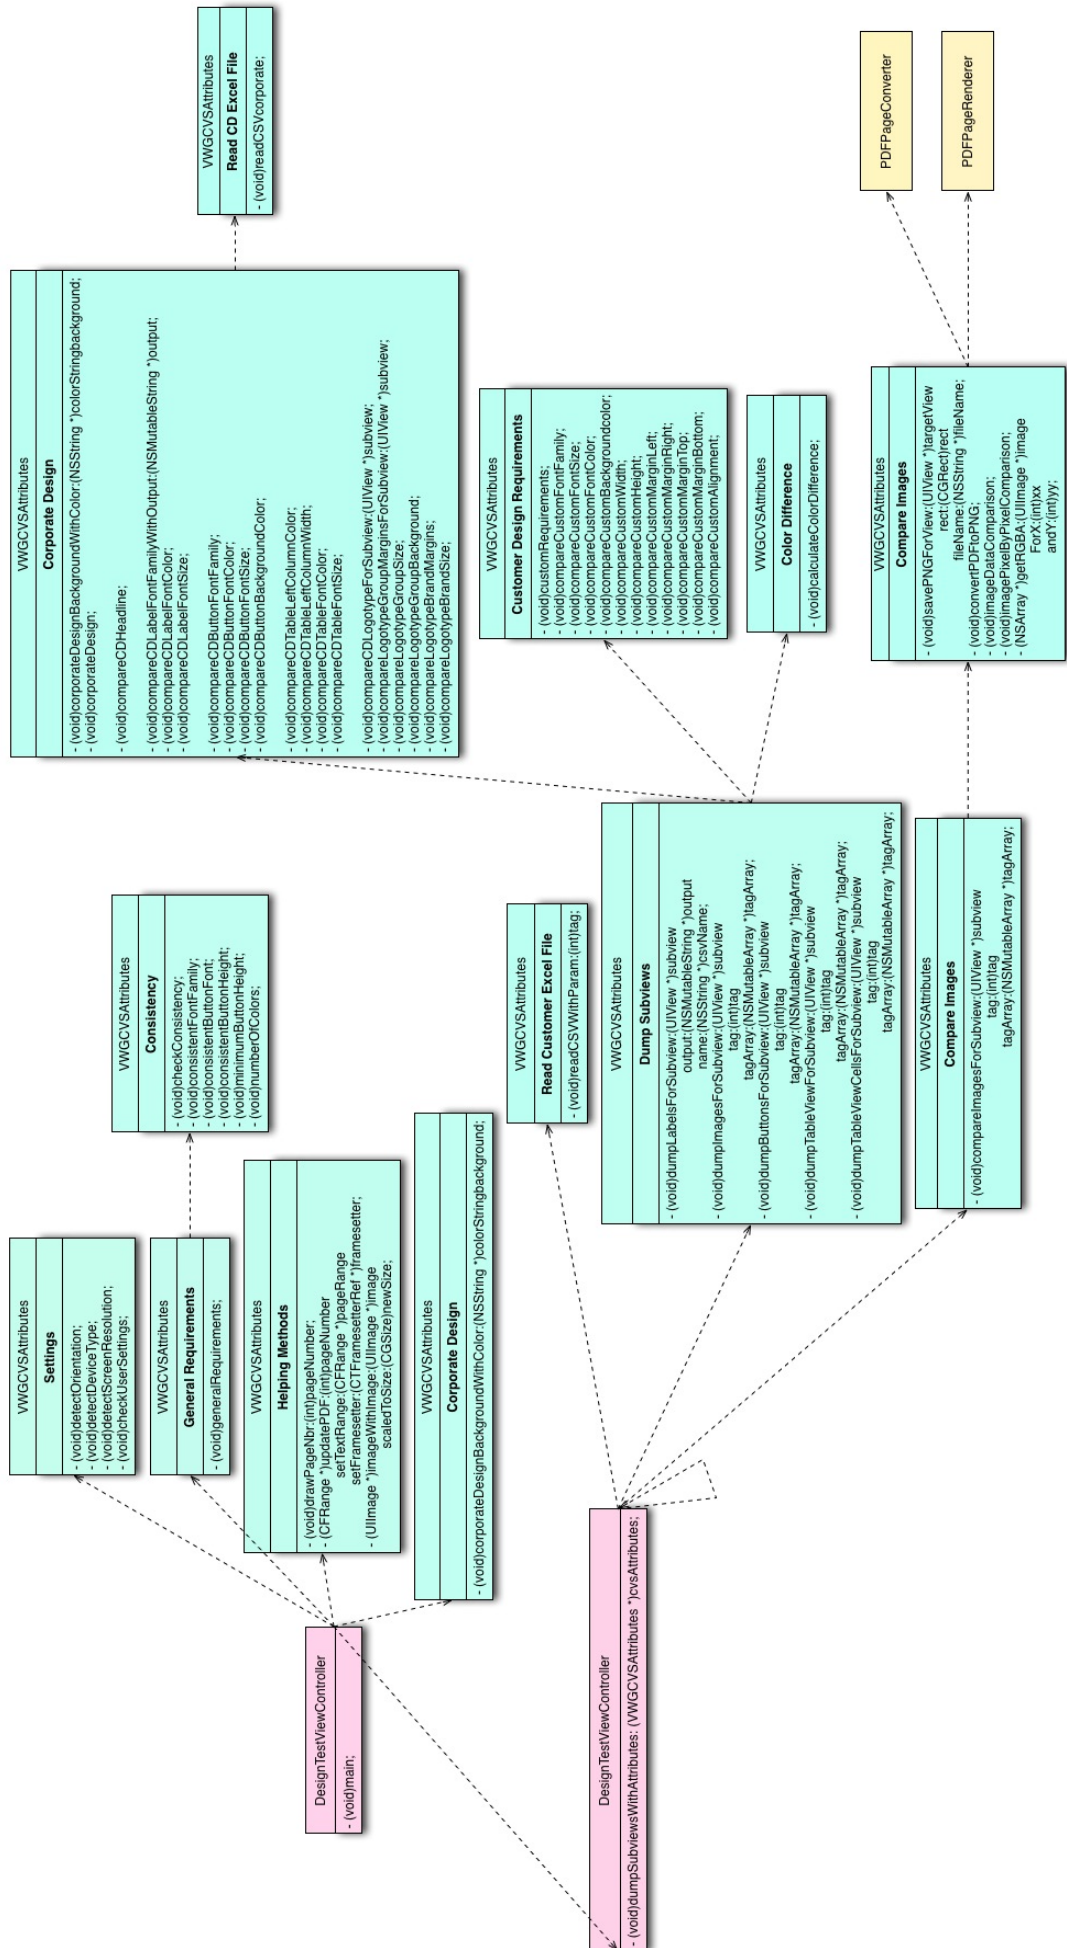 DesignTestViewController
- (void)main;
VWGCVSAttributes
Settings
- (void)detectOrientation;
- (void)detectDeviceType;
- (void)detectScreenResolution;
- (void)checkUserSettings;
VWGCVSAttributes
General Requirements
- (void)generalRequirements;
VWGCVSAttributes
Helping Methods
- (void)drawPageNbr:(int)pageNumber;
- (CFRange *)updatePDF:(int)pageNumber
setTextRange:(CFRange *)pageRange
setFramesetter:(CTFramesetterRef *)framesetter;
- (UIImage *)imageWithImage:(UIImage *)image
scaledToSize:(CGSize)newSize;
VWGCVSAttributes
Corporate Design
- (void)corporateDesignBackgroundWithColor:(NSString *)colorStringbackground;
VWGCVSAttributes
Consistency
- (void)checkConsistency;
- (void)consistentFontFamily;
- (void)consistentButtonFont;
- (void)consistentButtonHeight;
- (void)minimumButtonHeight;
- (void)numberOfColors;
DesignTestViewController
- (void)dumpSubviewsWithAttributes: (VWGCVSAttributes *)cvsAttributes;
VWGCVSAttributes
Read Customer Excel File
- (void)readCSVWithParam:(int)tag;
VWGCVSAttributes
Dump Subviews
- (void)dumpLabelsForSubview:(UIView *)subview
output:(NSMutableString *)output
name:(NSString *)csvName;
- (void)dumpImagesForSubview:(UIView *)subview
tag:(int)tag
tagArray:(NSMutableArray *)tagArray;
- (void)dumpButtonsForSubview:(UIView *)subview
tag:(int)tag
tagArray:(NSMutableArray *)tagArray;
- (void)dumpTableViewForSubview:(UIView *)subview
tag:(int)tag
tagArray:(NSMutableArray *)tagArray;
- (void)dumpTableViewCellsForSubview:(UIView *)subview
tag:(int)tag
tagArray:(NSMutableArray *)tagArray;
VWGCVSAttributes
Compare Images
- (void)compareImagesForSubview:(UIView *)subview
tag:(int)tag
tagArray:(NSMutableArray *)tagArray;
VWGCVSAttributes
Corporate Design
- (void)corporateDesignBackgroundWithColor:(NSString *)colorStringbackground;
- (void)corporateDesign;
- (void)compareCDHeadline;
- (void)compareCDLabelFontFamilyWithOutput:(NSMutableString *)output;
- (void)compareCDLabelFontColor;
- (void)compareCDLabelFontSize;
- (void)compareCDButtonFontFamily;
- (void)compareCDButtonFontColor;
- (void)compareCDButtonFontSize;
- (void)compareCDButtonBackgroundColor;
- (void)compareCDTableLeftColumnColor;
- (void)compareCDTableLeftColumnWidth;
- (void)compareCDTableFontColor;
- (void)compareCDTableFontSize;
- (void)compareCDLogotypeForSubview:(UIView *)subview;
- (void)compareLogotypeGroupMarginsForSubview:(UIView *)subview;
- (void)compareLogotypeGroupSize;
- (void)compareLogotypeGroupBackground;
- (void)compareLogotypeBrandMargins;
- (void)compareLogotypeBrandSize;
VWGCVSAttributes
Customer Design Requirements
- (void)customRequirements;
- (void)compareCustomFontFamily;
- (void)compareCustomFontSize;
- (void)compareCustomFontColor;
- (void)compareCustomBackgroundcolor;
- (void)compareCustomWidth;
- (void)compareCustomHeight;
- (void)compareCustomMarginLeft;
- (void)compareCustomMarginRight;
- (void)compareCustomMarginTop;
- (void)compareCustomMarginBottom;
- (void)compareCustomAlignment;
VWGCVSAttributes
Color Difference
- (void)calculateColorDifference;
VWGCVSAttributes
Compare Images
- (void)savePNGForView:(UIView *)targetView
rect:(CGRect)rect
fileName:(NSString *)fileName;
- (void)convertPDFtoPNG;
- (void)imageDataComparison;
- (void)imagePixelByPixelComparison;
- (NSArray *)getRGBA:(UIImage *)image
ForX:(int)xx
andY:(int)yy;
VWGCVSAttributes
Read CD Excel File
- (void)readCSVcorporate;
PDFPageConverter
PDFPageRenderer